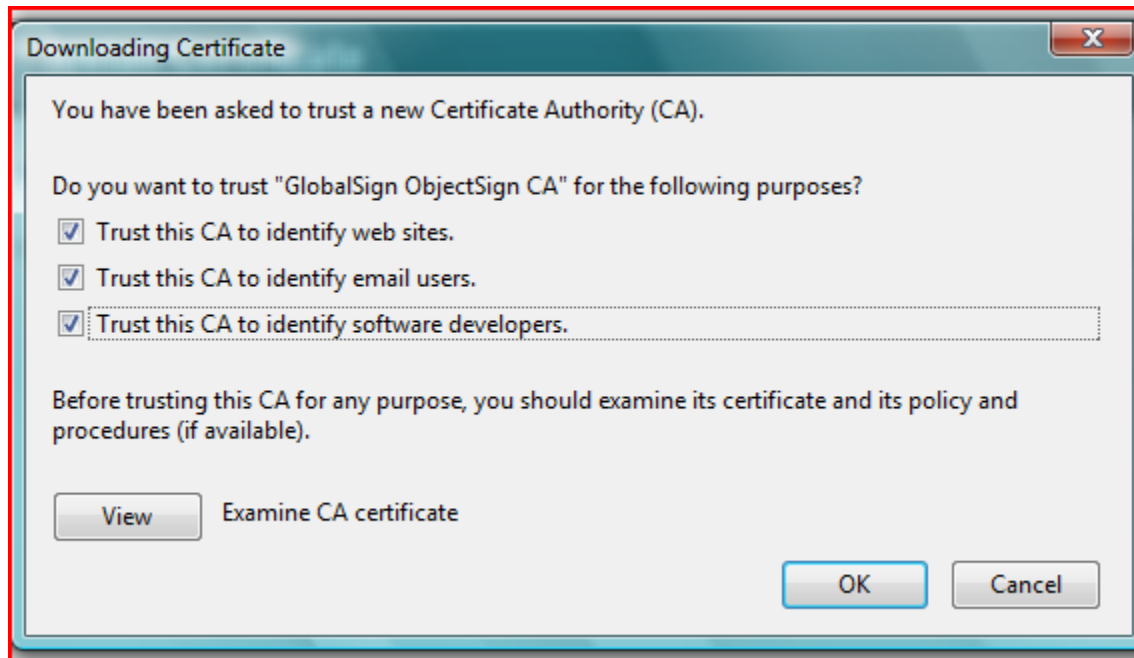 Downloading Certificate
You have been asked to trust a new Certificate Authority (CA).
Do you want to trust "GlobalSign ObjectSign CA" for the following purposes?
Trust this CA to identify web sites.
Trust this CA to identify email users.
Trust this CA to identify software developers.
Before trusting this CA for any purpose, you should examine its certificate and its policy and
procedures (if available).
View Examine CA certificate
OK Cancel